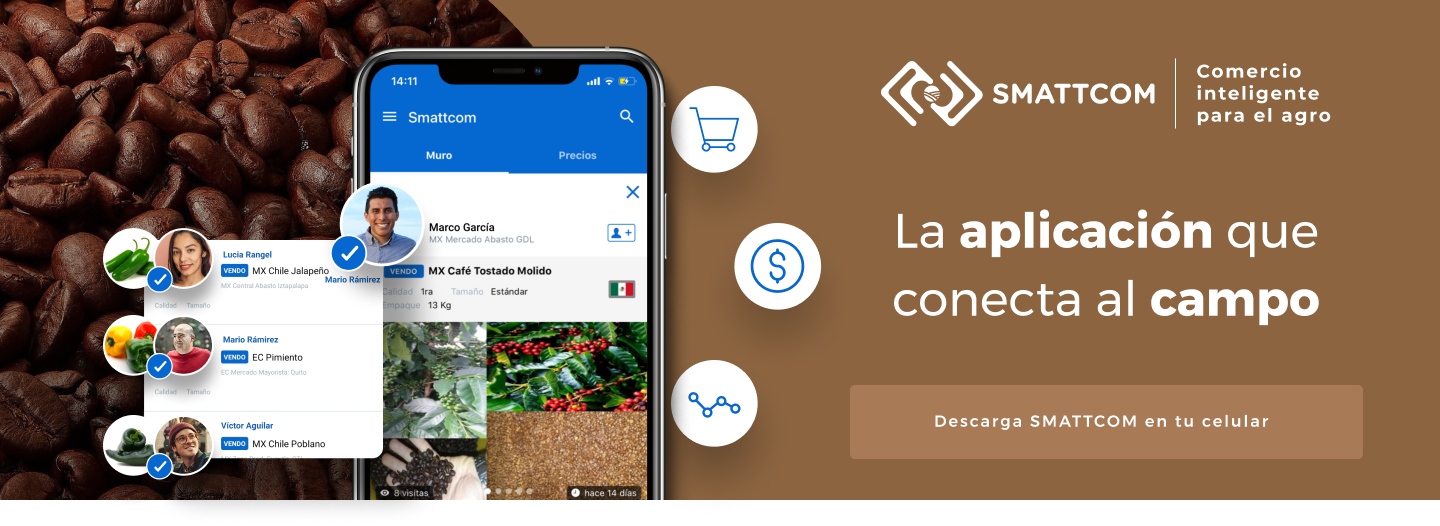 14:11
Smattcom
Muro
Precios
Marco García
MX Mercado Abasto GDL
VENDO MX Café Tostado Molido
Calidad 1ra Tamaño Estándar
Empaque 13 Kg
8 visitas
hace 14 días
Mario Rámirez
Lucia Rangel
VENDO MX Chile Jalapeño
MX Central Abasto Iztapalapa
Calidad Tamaño
Mario Rámirez
VENDO EC Pimiento
EC Mercado Mayorista: Quito
Calidad Tamaño
Víctor Aguilar
VENDO MX Chile Poblano
SMATTCOM
Comercio
inteligente
para el agro
La aplicación que
conecta al campo
Descarga SMATTCOM en tu celular